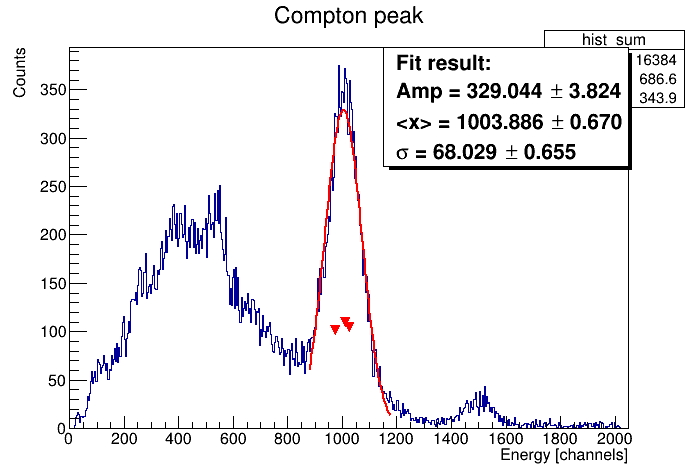 Compton peak
hist_sum
16384
686.6
343.9
Fit result:
Amp = 329.044 ± 3.824
<x> = 1003.886 ± 0.670
σ = 68.029 ± 0.655
Counts
350
300
250
200
150
100
50
0
0 200 400 600 800 1000 1200 1400 1600 1800 2000
Energy [channels]